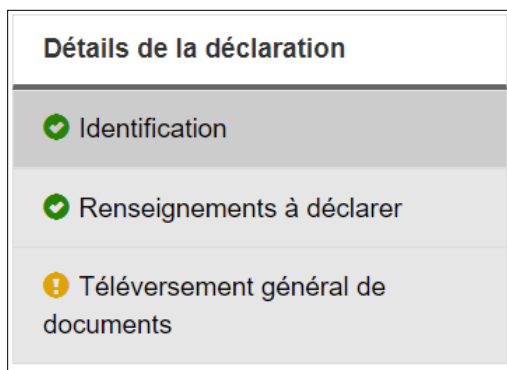 Détails de la déclaration
Identification
Renseignements à déclarer
Téléversement général de
documents